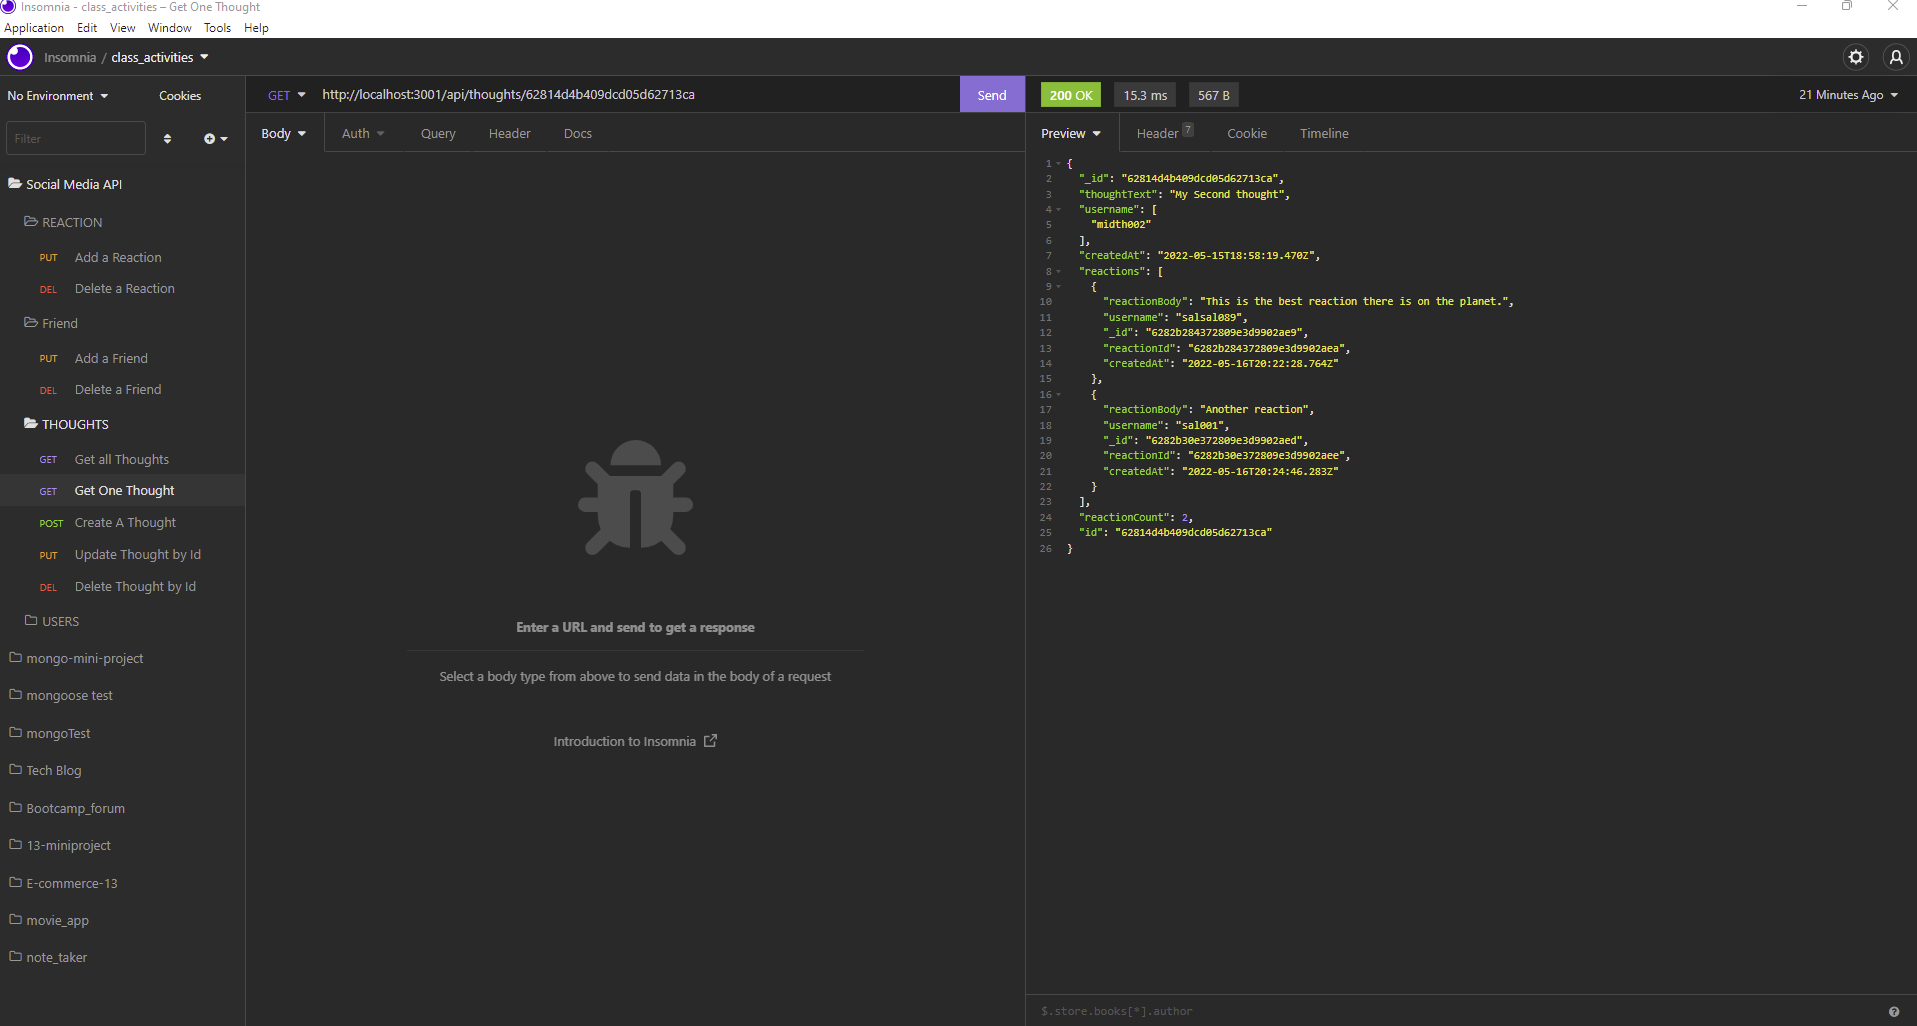 Insomnia - class_activities – Get One Thought
Application Edit View Window Tools Help
Insomnia / class_activities
No Environment Cookies
Filter
Social Media API
REACTION
PUT Add a Reaction
DEL Delete a Reaction
Friend
PUT Add a Friend
DEL Delete a Friend
THOUGHTS
GET Get all Thoughts
GET Get One Thought
POST Create A Thought
PUT Update Thought by Id
DEL Delete Thought by Id
USERS
mongo-mini-project
mongoose test
mongoTest
Tech Blog
Bootcamp_forum
13-miniproject
E-commerce-13
movie_app
note_taker
GET http://localhost:3001/api/thoughts/62814d4b409dcd05d62713ca Send
Body Auth Query Header Docs
Enter a URL and send to get a response
Select a body type from above to send data in the body of a request
Introduction to Insomnia
200 OK 15.3 ms 567 B 21 Minutes Ago
Preview Header 7 Cookie Timeline
1 {
2 "_id": "62814d4b409dcd05d62713ca",
3 "thoughtText": "My Second thought",
4 "username": [
5 "midth002"
6 ],
7 "createdAt": "2022-05-15T18:58:19.470Z",
8 "reactions": [
9 {
10 "reactionBody": "This is the best reaction there is on the planet.",
11 "username": "salsal089",
12 "_id": "6282b284372809e3d9902ae9",
13 "reactionId": "6282b284372809e3d9902aea",
14 "createdAt": "2022-05-16T20:22:28.764Z"
15 },
16 {
17 "reactionBody": "Another reaction",
18 "username": "sal001",
19 "_id": "6282b30e372809e3d9902aed",
20 "reactionId": "6282b30e372809e3d9902aee",
21 "createdAt": "2022-05-16T20:24:46.283Z"
22 }
23 ],
24 "reactionCount": 2,
25 "id": "62814d4b409dcd05d62713ca"
26 }
$.store.books[*].author